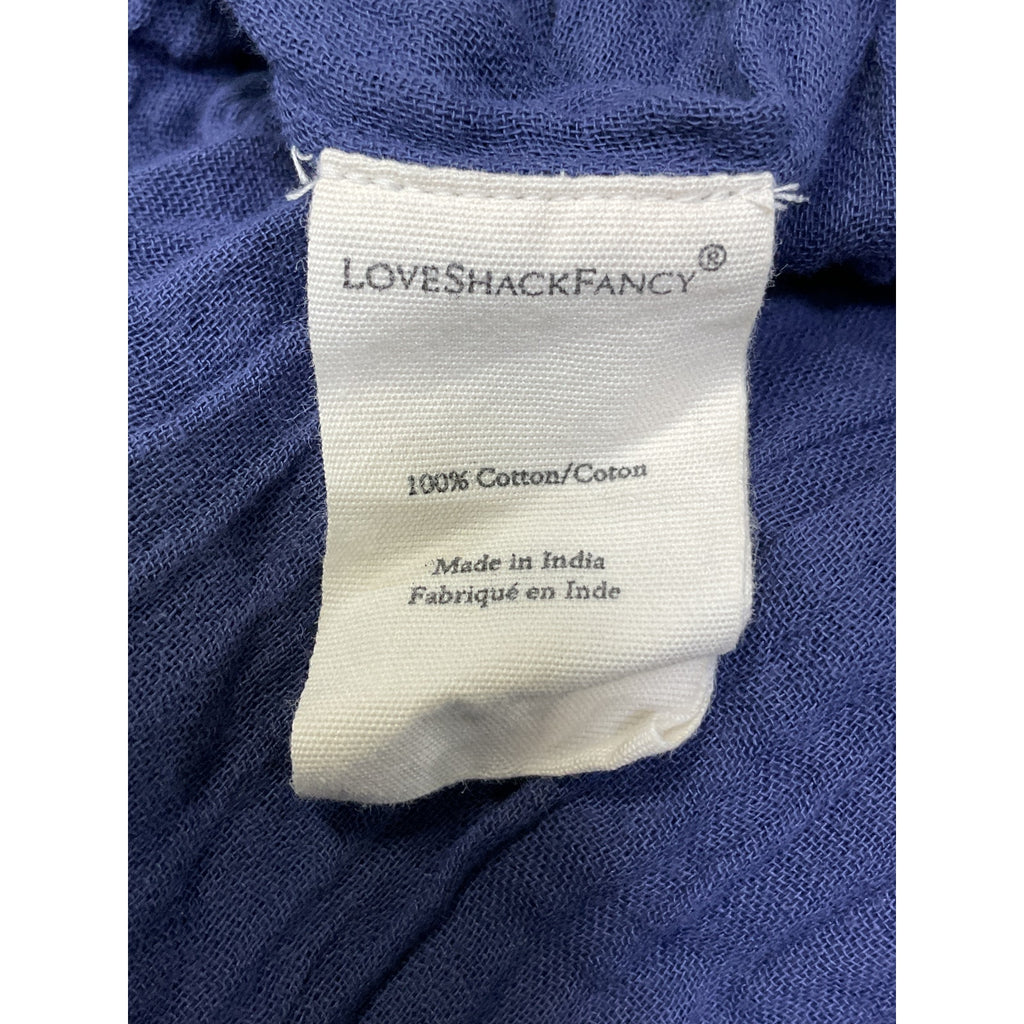 LOVESHACKFANCY®
100% Cotton/Coton
Made in India
Fabriqué en Inde